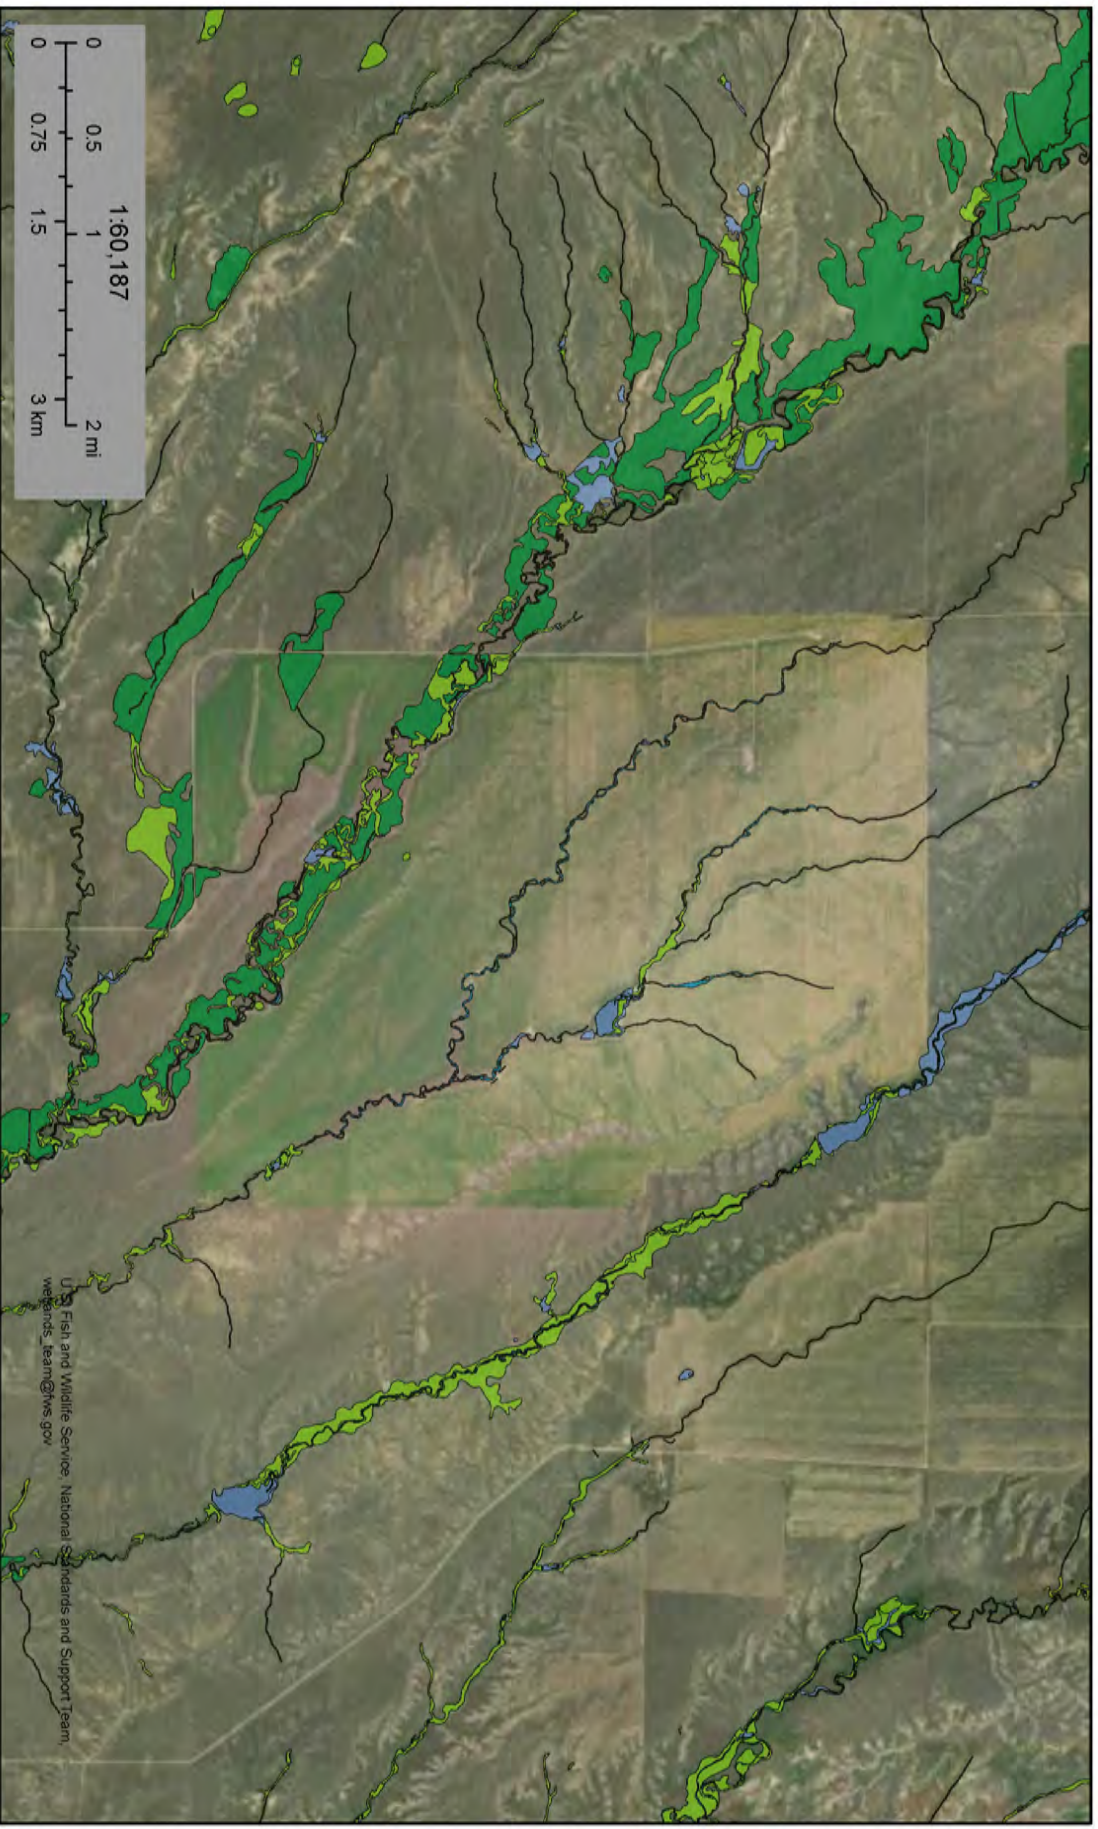 1:60,187
0 0.5 1 2 mi
0 0.75 1.5 3 km
U.S. Fish and Wildlife Service, National Standards and Support Team,
wetlands_team@fws.gov